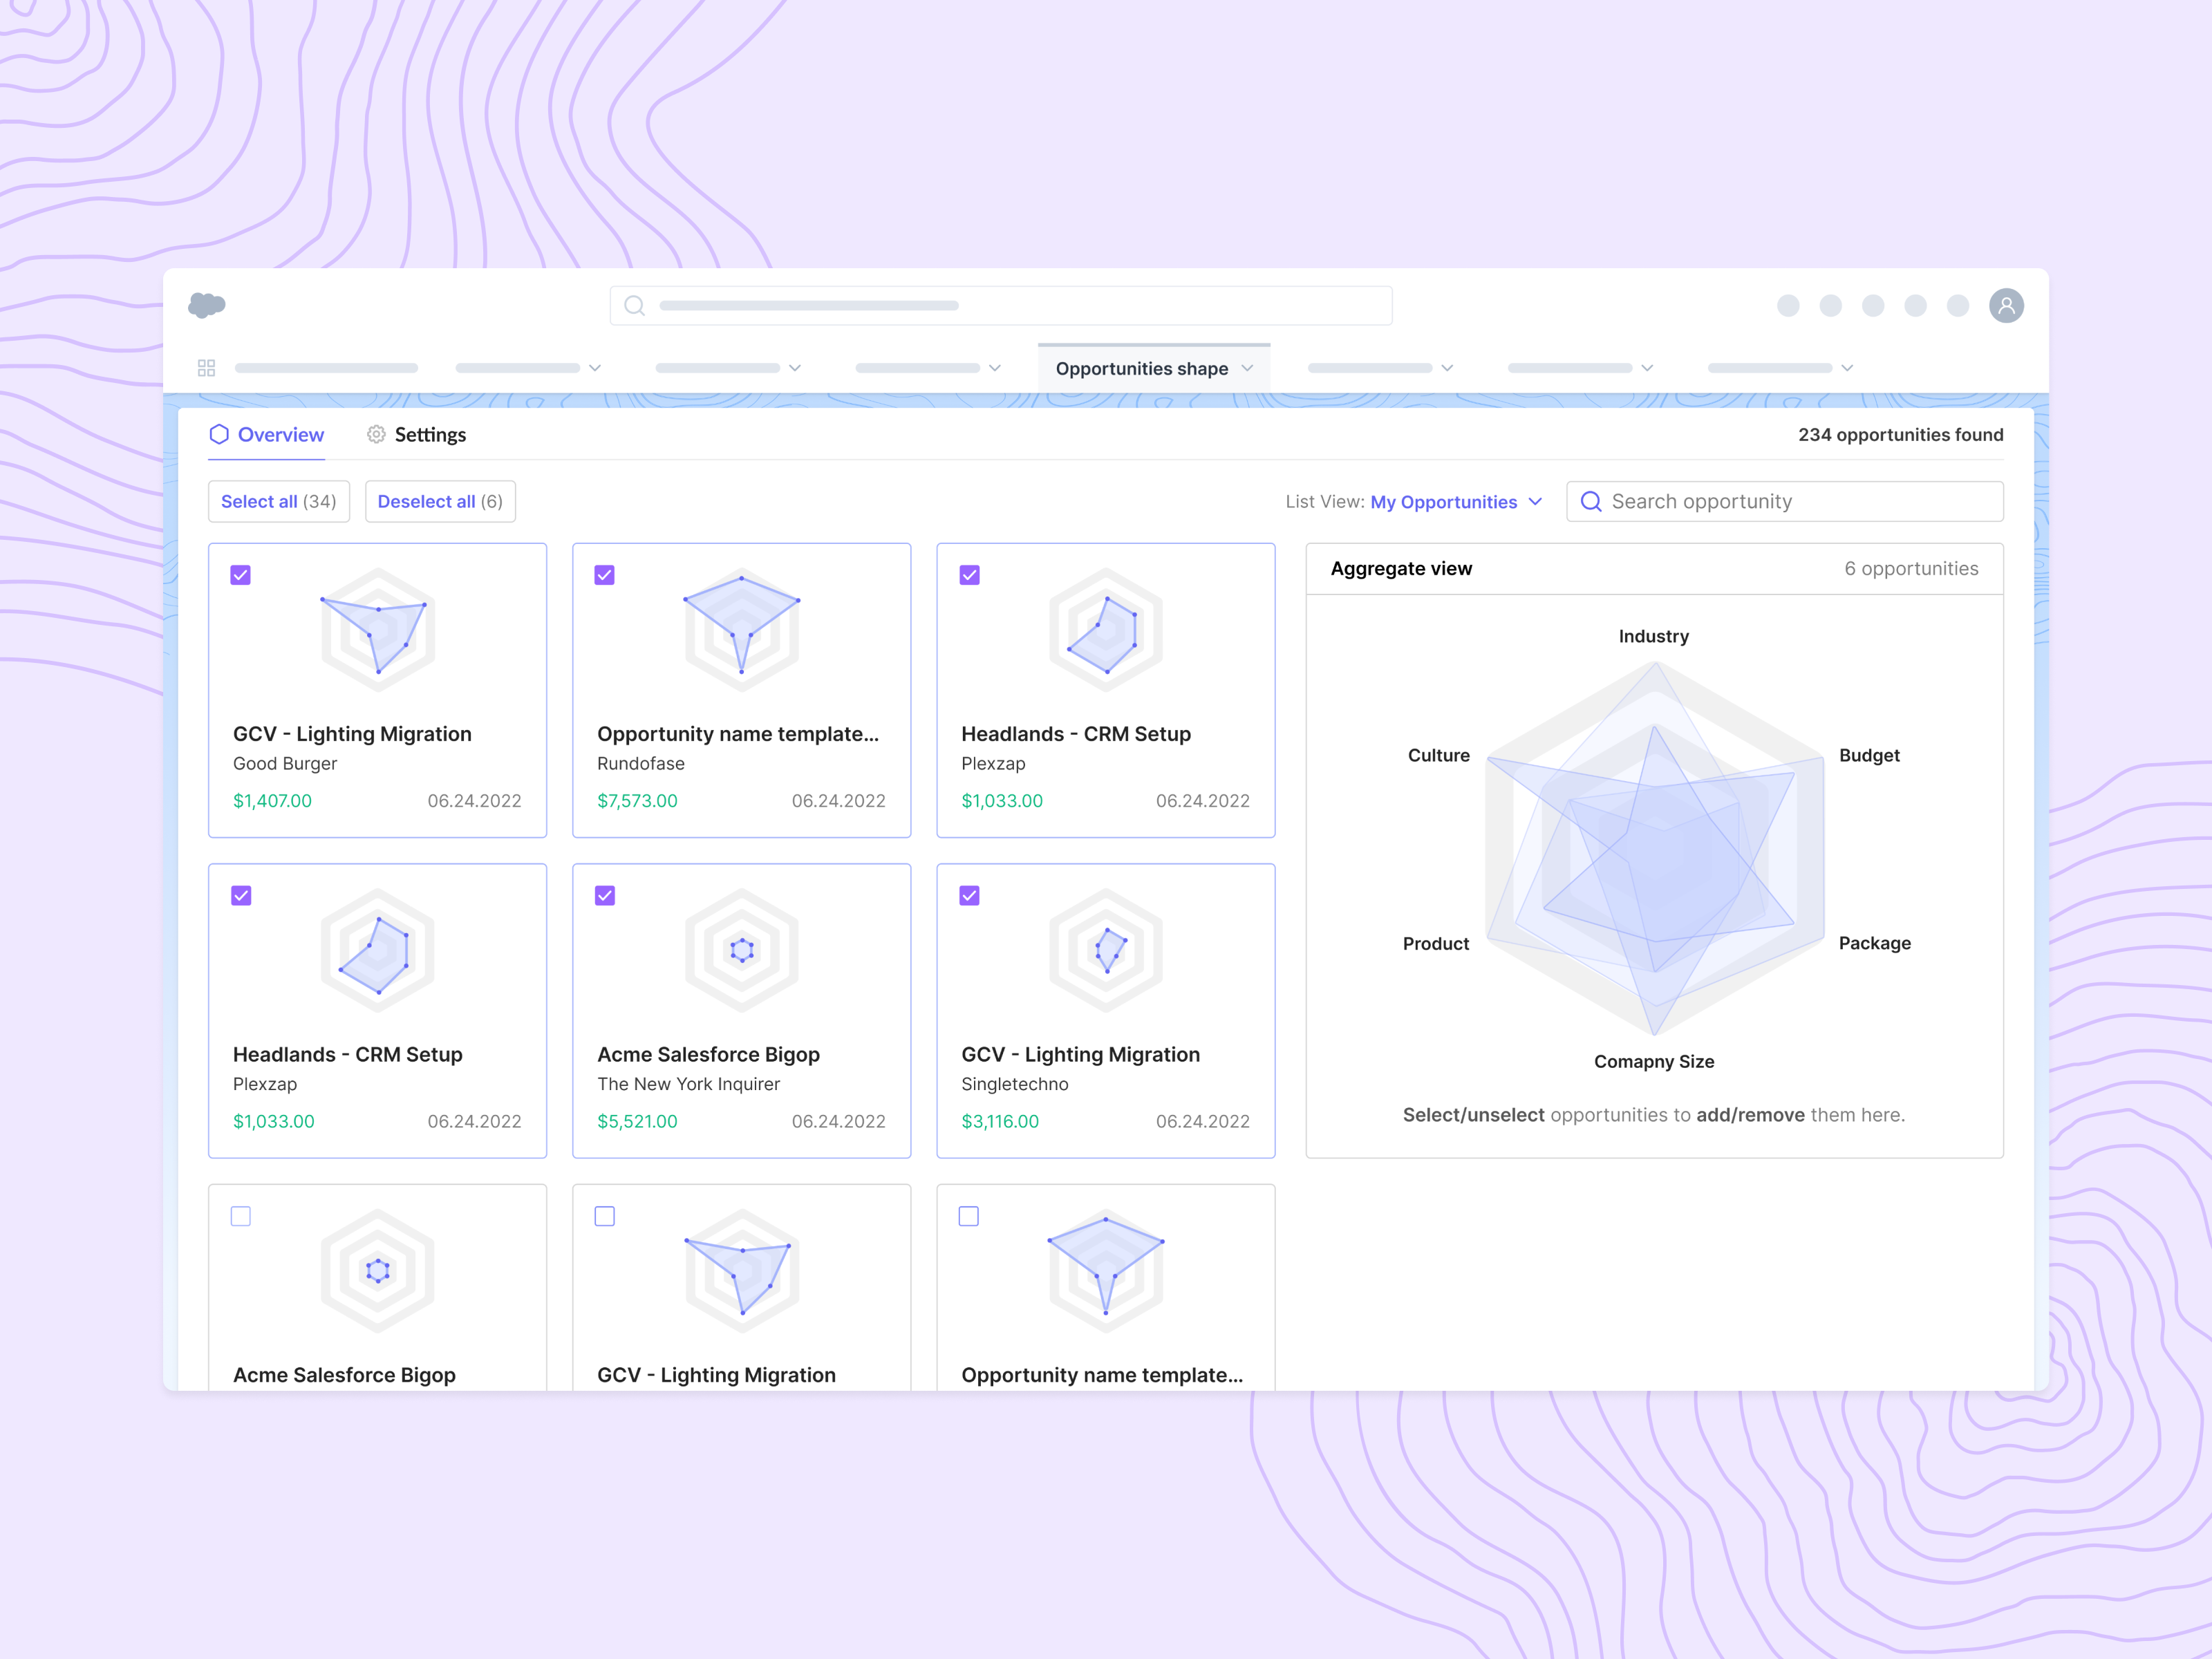 Opportunities shape
Overview
Settings
234 opportunities found
Select all (34)
Deselect all (6)
List View: My Opportunities
Search opportunity
GCV - Lighting Migration
Good Burger
$1,407.00
06.24.2022
Opportunity name template...
Rundofase
$7,573.00
06.24.2022
Headlands - CRM Setup
Plexzap
$1,033.00
06.24.2022
Headlands - CRM Setup
Plexzap
$1,033.00
06.24.2022
Acme Salesforce Bigop
The New York Inquirer
$5,521.00
06.24.2022
GCV - Lighting Migration
Singletechno
$3,116.00
06.24.2022
Acme Salesforce Bigop
GCV - Lighting Migration
Opportunity name template...
Aggregate view
6 opportunities
Industry
Culture
Budget
Product
Package
Comapny Size
Select/unselect opportunities to add/remove them here.